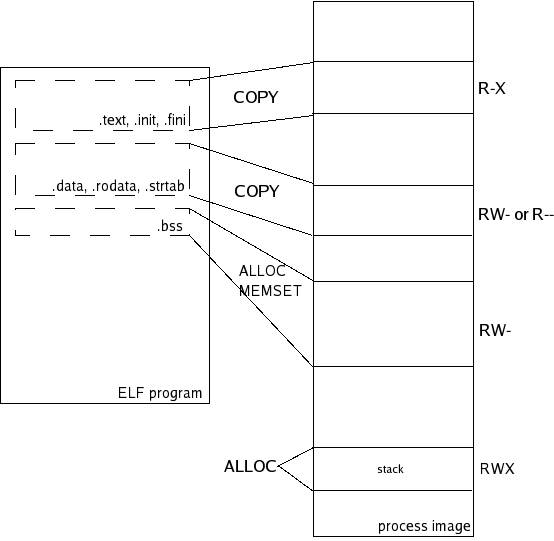 COPY
R-X
.text, .init, .fini
.data, .rodata, .strtab
COPY
RW- or R--
.bss
ALLOC
MEMSET
RW-
ELF program
ALLOC
stack
RWX
process image